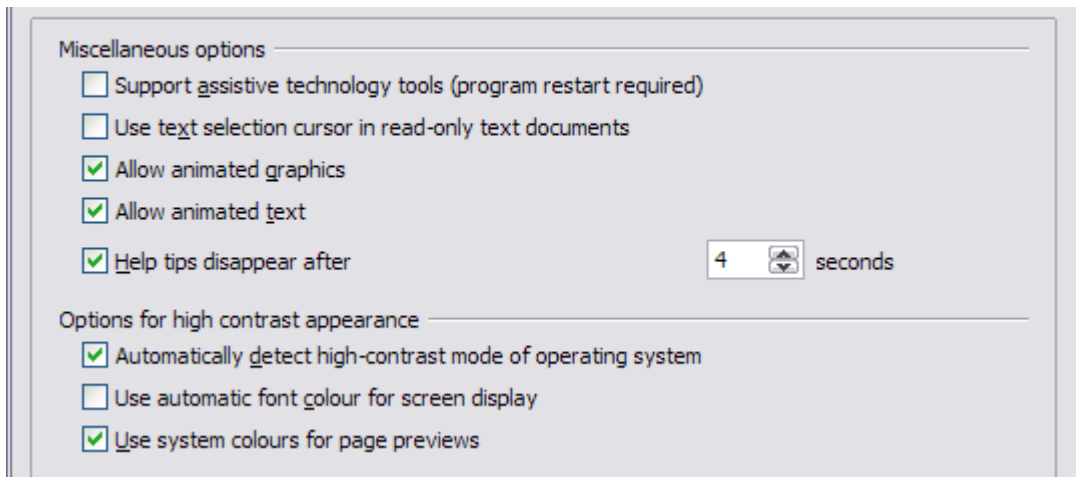 Miscellaneous options
Support assistive technology tools (program restart required)
Use text selection cursor in read-only text documents
Allow animated graphics
Allow animated text
Help tips disappear after 4 seconds
Options for high contrast appearance
Automatically detect high-contrast mode of operating system
Use automatic font colour for screen display
Use system colours for page previews